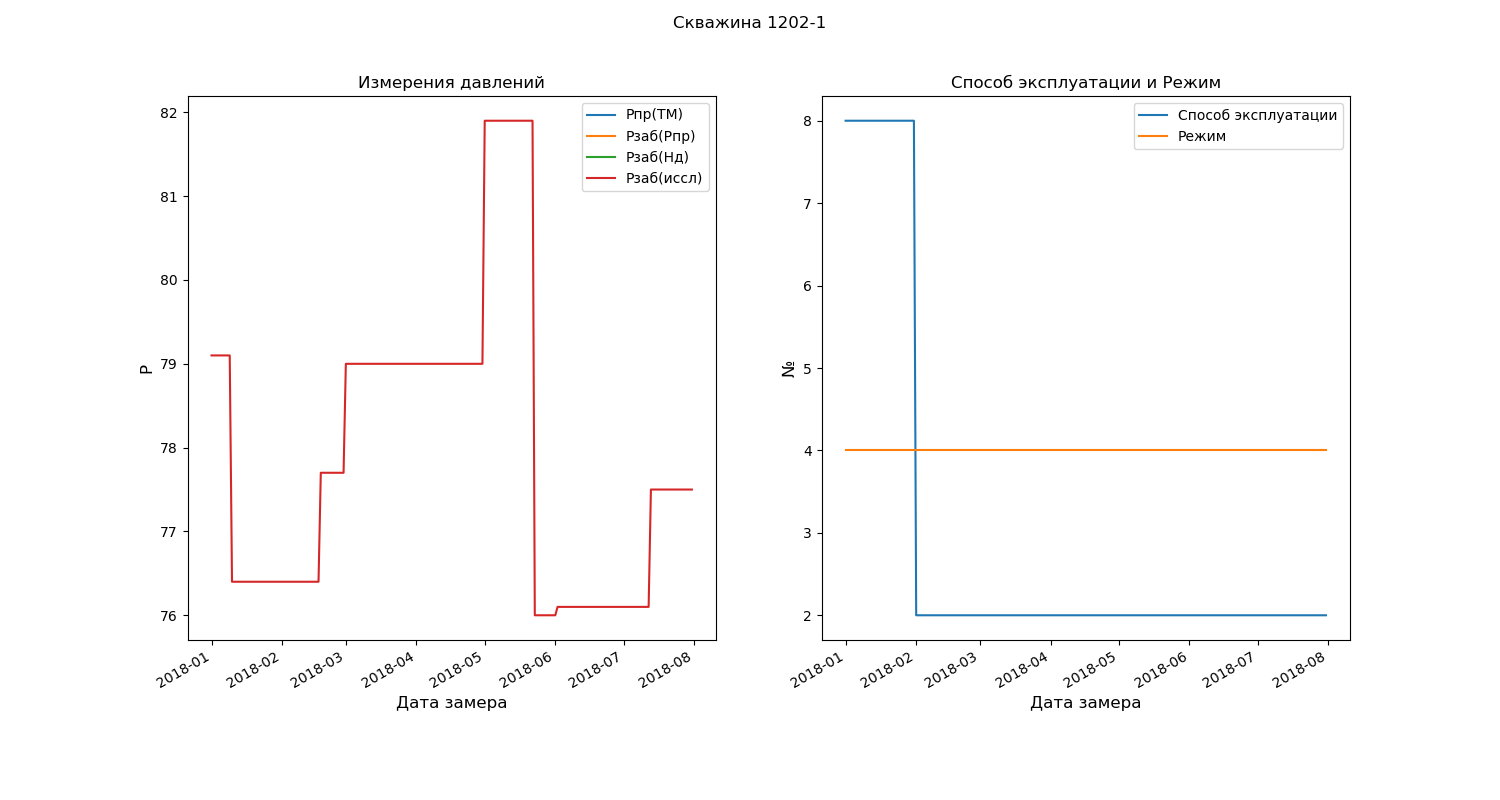 Скважина 1202-1
Измерения давлений
82
81
80
79
78
77
76
P
Рпр(ТМ)
Рзаб(Рпр)
Рзаб(Нд)
Рзаб(иссл)
2018-01
2018-02
2018-03
2018-04
2018-05
2018-06
2018-07
2018-08
Дата замера
Способ эксплуатации и Режим
8
7
6
5
4
3
2
№
Способ эксплуатации
Режим
2018-01
2018-02
2018-03
2018-04
2018-05
2018-06
2018-07
2018-08
Дата замера